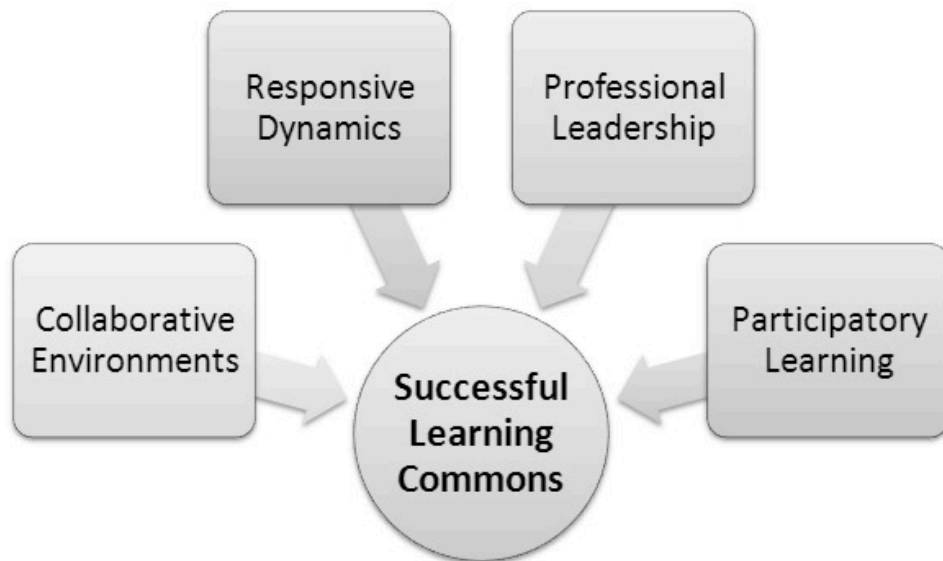 Responsive
Dynamics
Professional
Leadership
Collaborative
Environments
Participatory
Learning
Successful
Learning
Commons